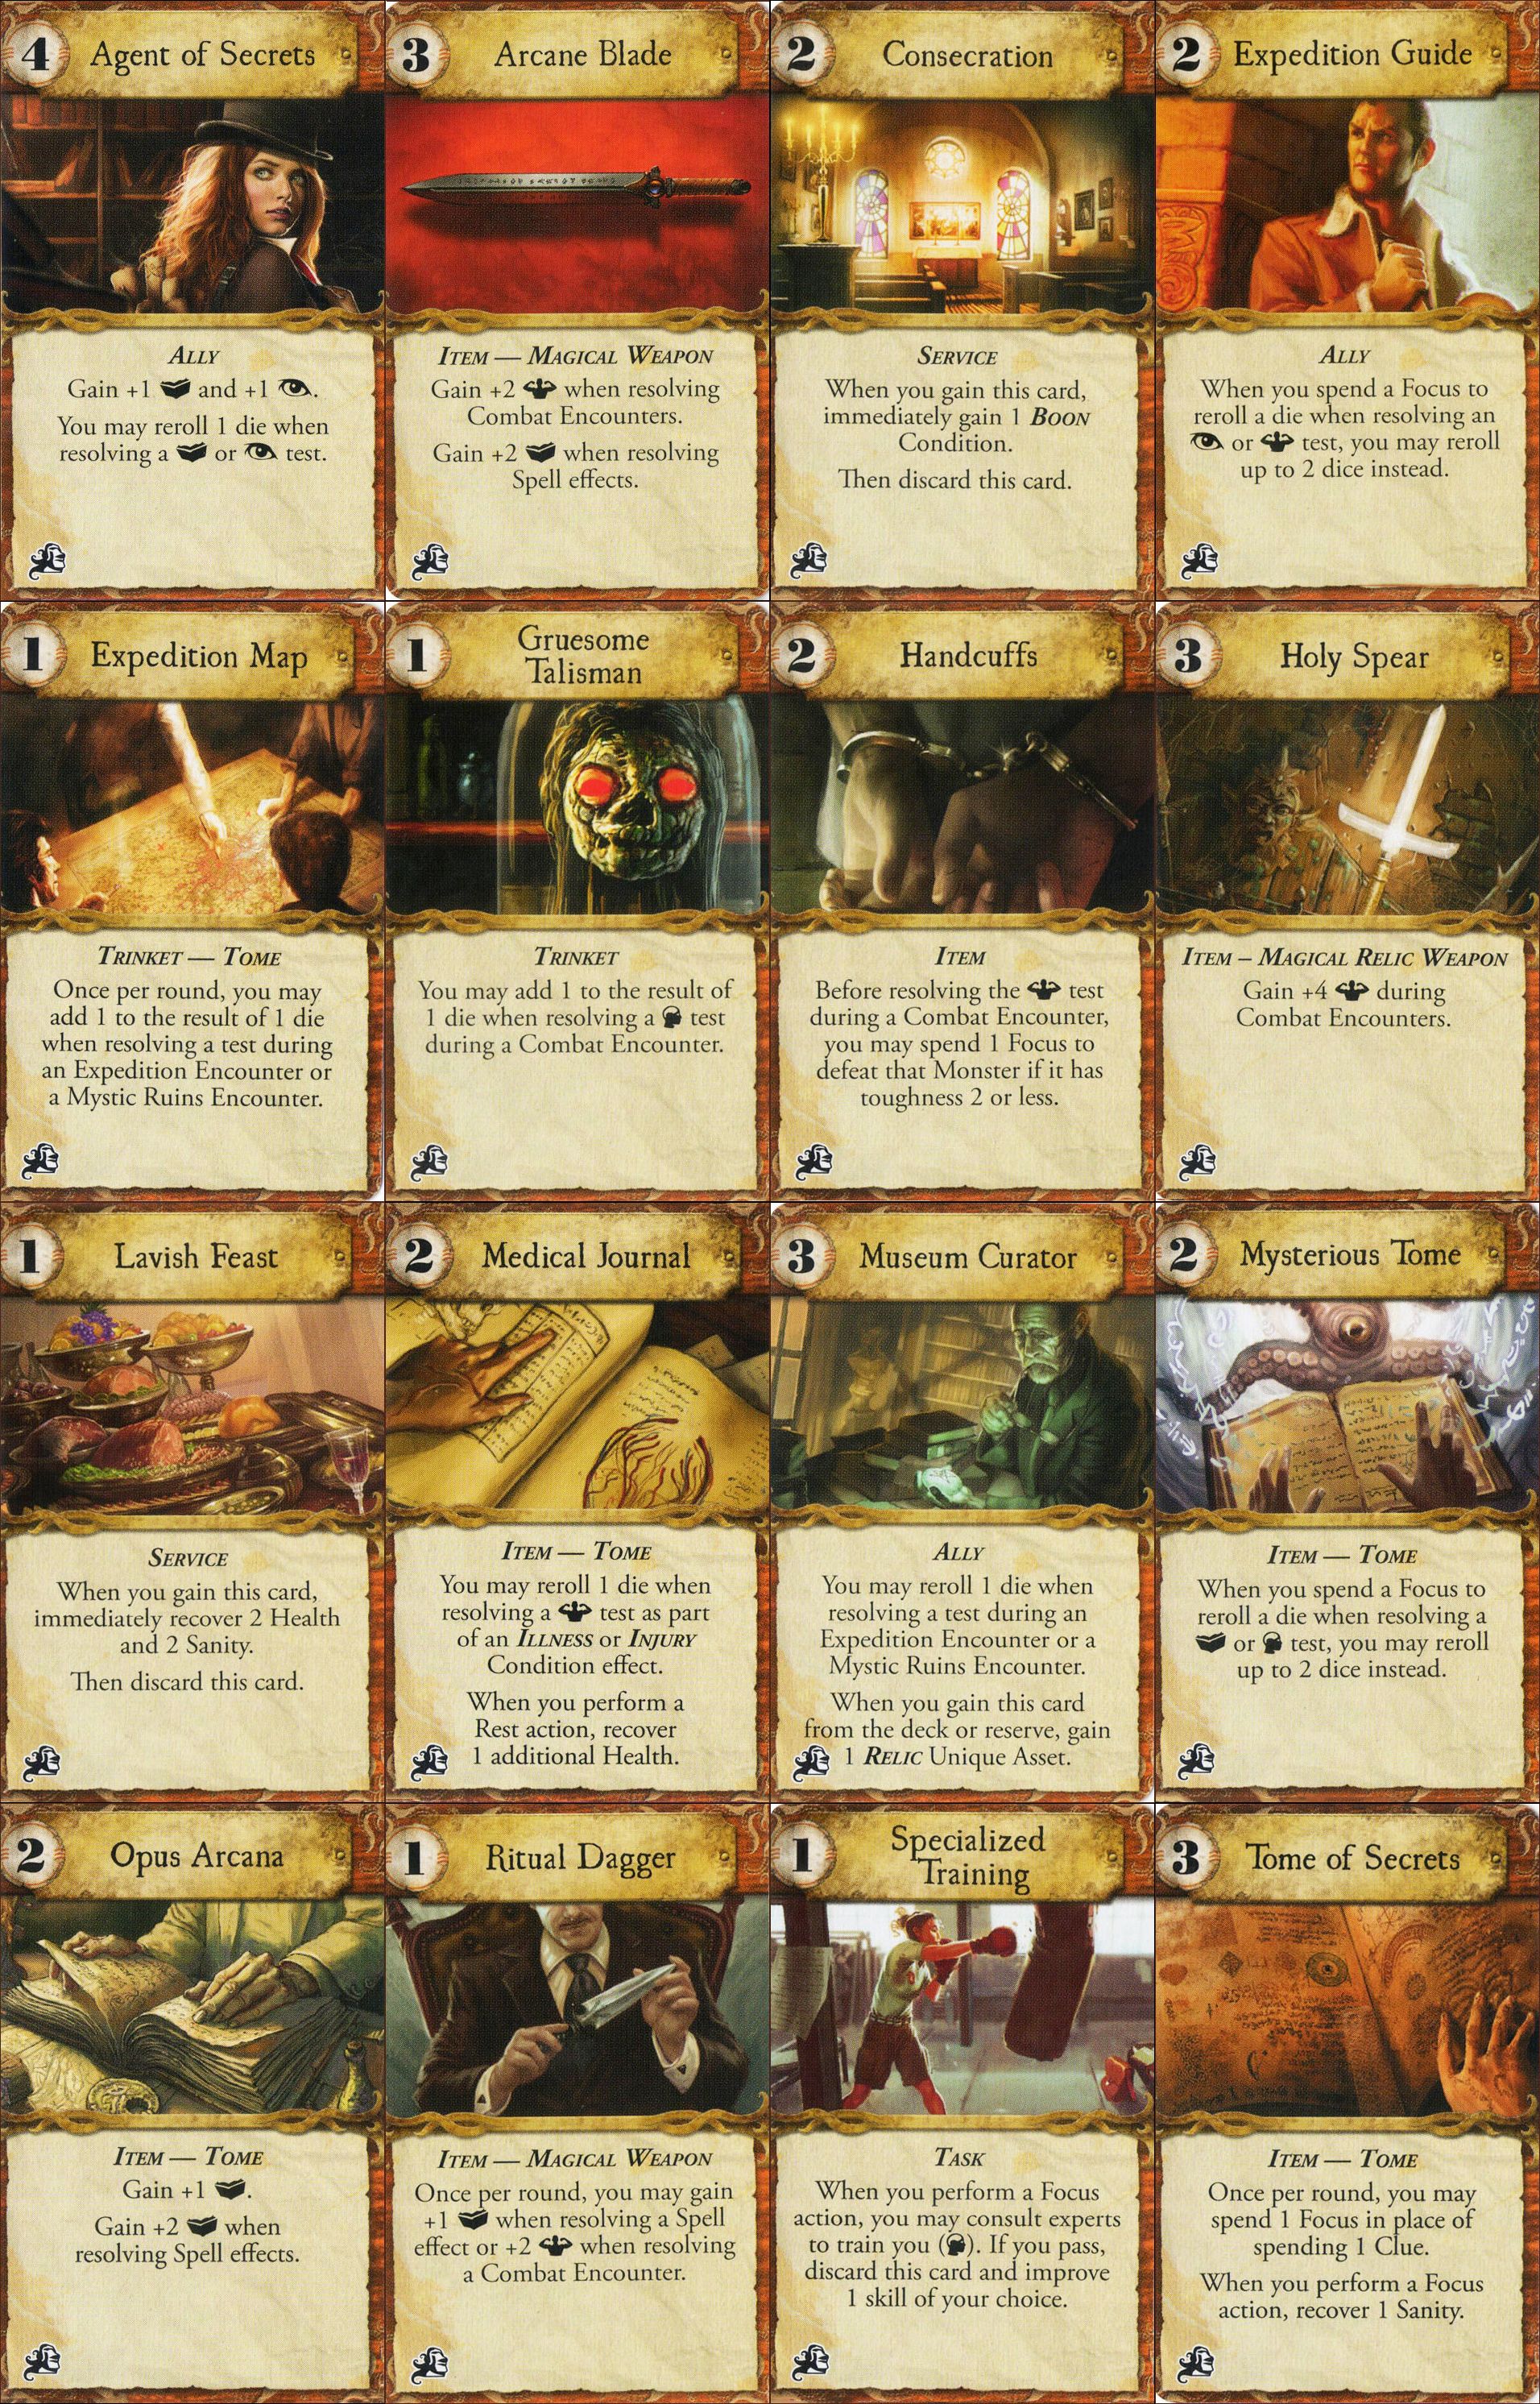 4 Agent of Secrets
ALLY
Gain +1 and +1 .
You may reroll 1 die when
resolving a or test.
3 Arcane Blade
ITEM — MAGICAL WEAPON
Gain +2 when resolving
Combat Encounters.
Gain +2 when resolving
Spell effects.
2 Consecration
SERVICE
When you gain this card,
immediately gain 1 BOON
Condition.
Then discard this card.
2 Expedition Guide
ALLY
When you spend a Focus to
reroll a die when resolving an
or test, you may reroll
up to 2 dice instead.
1 Expedition Map
TRINKET — TOME
Once per round, you may
add 1 to the result of 1 die
when resolving a test during
an Expedition Encounter or
a Mystic Ruins Encounter.
1 Gruesome
Talisman
TRINKET
You may add 1 to the result of
1 die when resolving a test
during a Combat Encounter.
2 Handcuffs
ITEM
Before resolving the test
during a Combat Encounter,
you may spend 1 Focus to
defeat that Monster if it has
toughness 2 or less.
3 Holy Spear
ITEM – MAGICAL RELIC WEAPON
Gain +4 during
Combat Encounters.
1 Lavish Feast
SERVICE
When you gain this card,
immediately recover 2 Health
and 2 Sanity.
Then discard this card.
2 Medical Journal
ITEM — TOME
You may reroll 1 die when
resolving a test as part
of an ILLNESS or INJURY
Condition effect.
When you perform a
Rest action, recover
1 additional Health.
3 Museum Curator
ALLY
You may reroll 1 die when
resolving a test during an
Expedition Encounter or a
Mystic Ruins Encounter.
When you gain this card
from the deck or reserve, gain
1 RELIC Unique Asset.
2 Mysterious Tome
ITEM — TOME
When you spend a Focus to
reroll a die when resolving a
or test, you may reroll
up to 2 dice instead.
2 Opus Arcana
ITEM — TOME
Gain +1 .
Gain +2 when
resolving Spell effects.
1 Ritual Dagger
ITEM — MAGICAL WEAPON
Once per round, you may gain
+1 when resolving a Spell
effect or +2 when resolving
a Combat Encounter.
1 Specialized
Training
TASK
When you perform a Focus
action, you may consult experts
to train you ( ). If you pass,
discard this card and improve
1 skill of your choice.
3 Tome of Secrets
ITEM — TOME
Once per round, you may
spend 1 Focus in place of
spending 1 Clue.
When you perform a Focus
action, recover 1 Sanity.